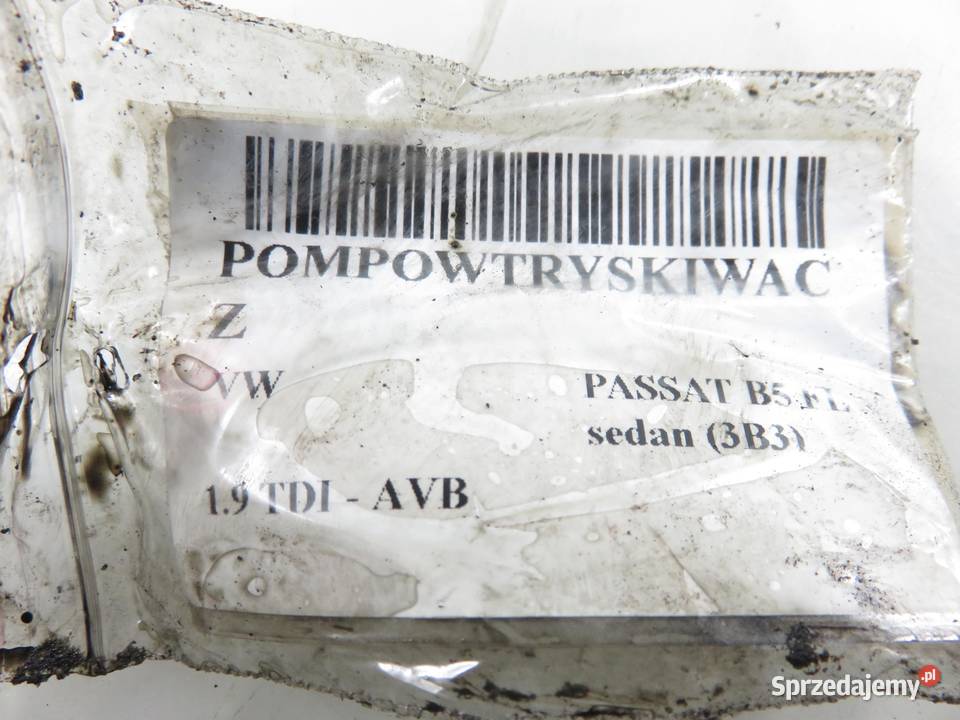 POMPOWTRYSKIWAC
Z
VW
PASSAT B5 FL
sedan (3B3)
1.9 TDI - AVB
Sprzedajemy.pl